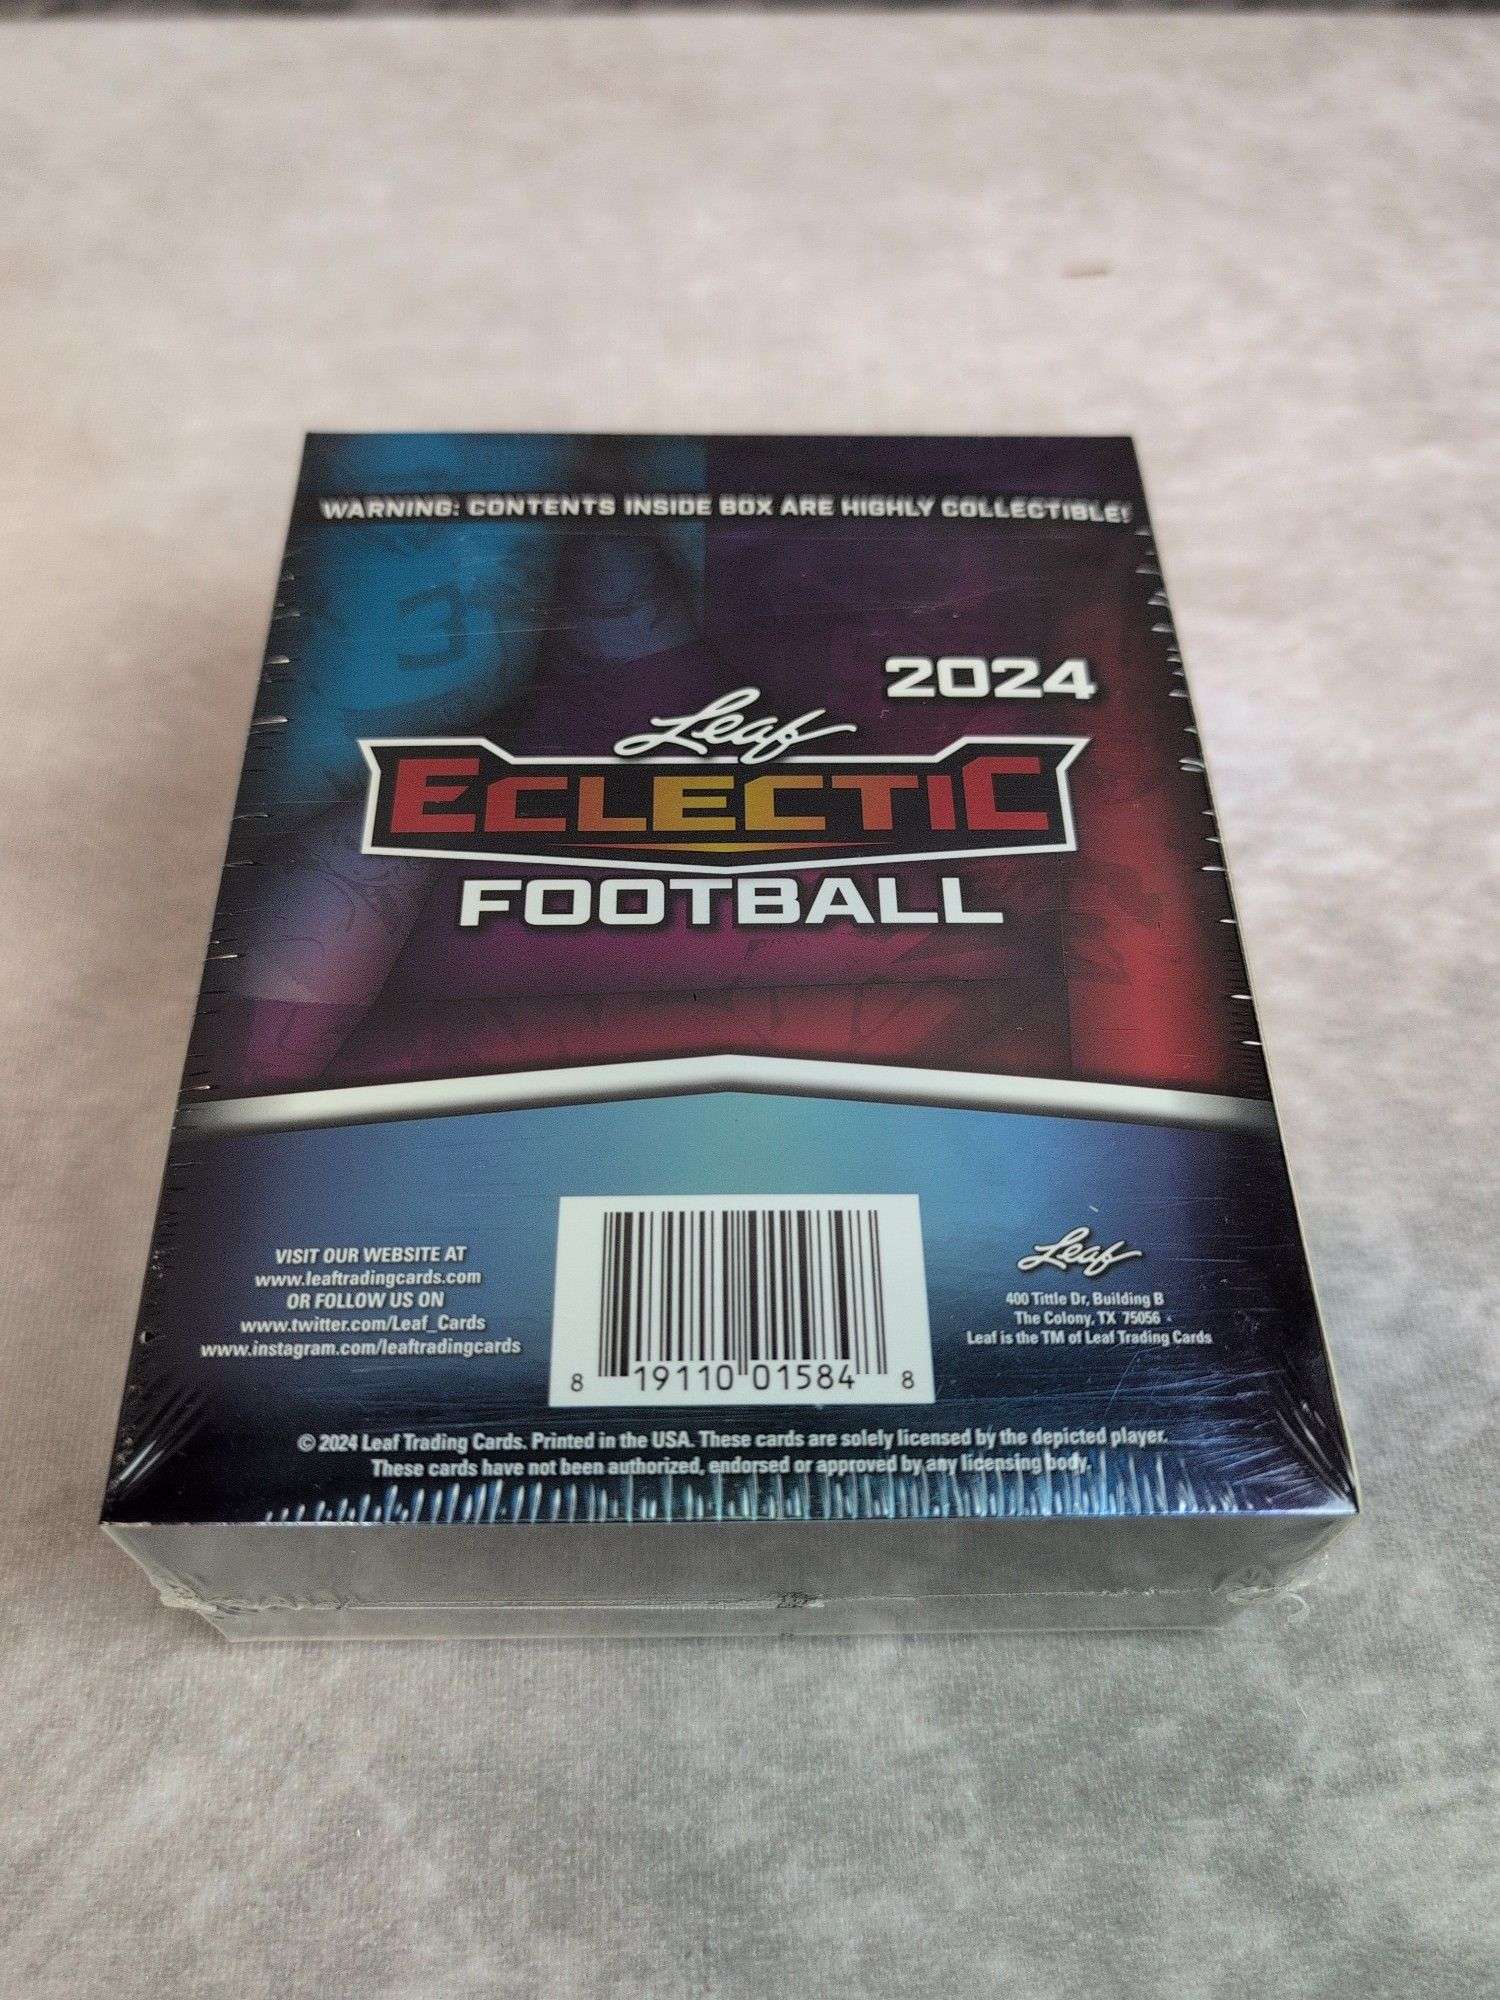 WARNING: CONTENTS INSIDE BOX ARE HIGHLY COLLECTIBLE!
2024
Leaf
ECLECTIC
FOOTBALL
VISIT OUR WEBSITE AT
www.leaftradingcards.com
OR FOLLOW US ON
www.twitter.com/Leaf_Cards
www.instagram.com/leaftradingcards
8 19110 01584 8
Leaf
400 Tittle Dr, Building B
The Colony, TX 75056
Leaf is the TM of Leaf Trading Cards
© 2024 Leaf Trading Cards. Printed in the USA. These cards are solely licensed by the depicted player.
These cards have not been authorized, endorsed or approved by any licensing body.